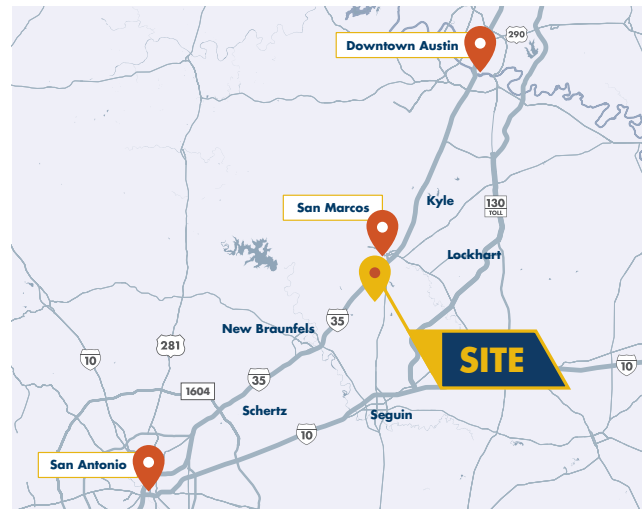 290
Downtown Austin
130
TOLL
Kyle
San Marcos
Lockhart
35
New Braunfels
281
10
SITE
10
35
1604
Schertz
Seguin
10
San Antonio